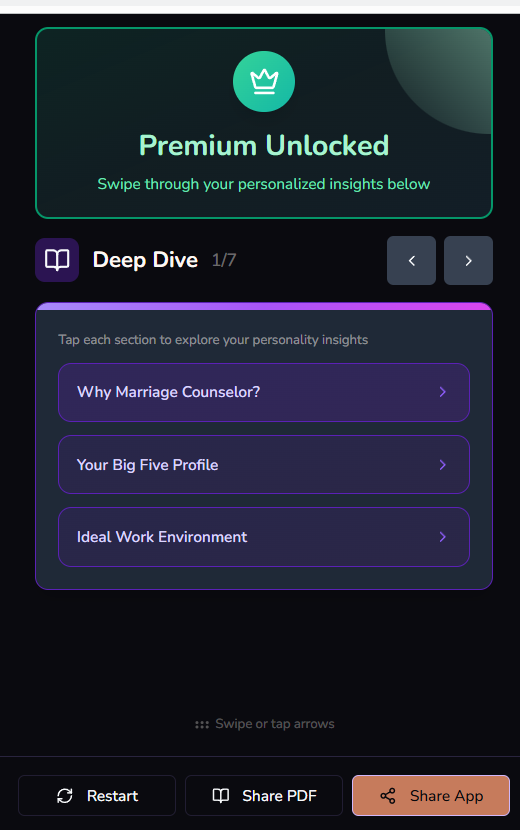 Premium Unlocked
Swipe through your personalized insights below
Deep Dive 1/7
Tap each section to explore your personality insights
Why Marriage Counselor?
Your Big Five Profile
Ideal Work Environment
Swipe or tap arrows
Restart
Share PDF
Share App